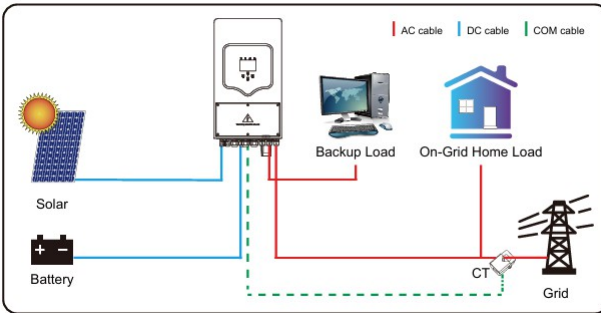 AC cable
DC cable
COM cable
Backup Load
On-Grid Home Load
Solar
Battery
CT
Grid